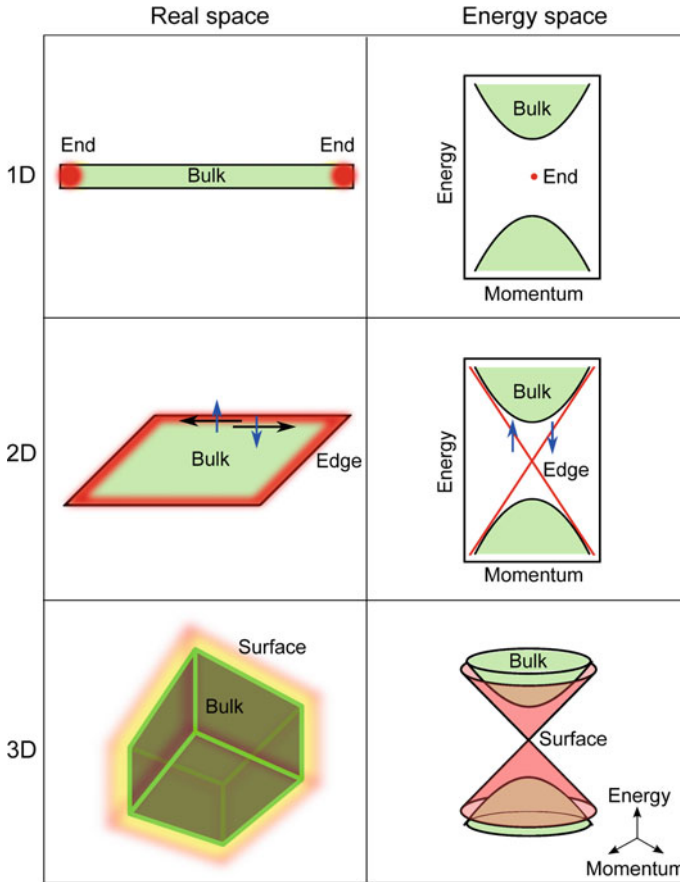 Real space
Energy space
1D
End
End
Bulk
Energy
Bulk
End
Momentum
2D
Bulk
Edge
Energy
Bulk
Edge
Momentum
3D
Surface
Bulk
Bulk
Surface
Energy
Momentum